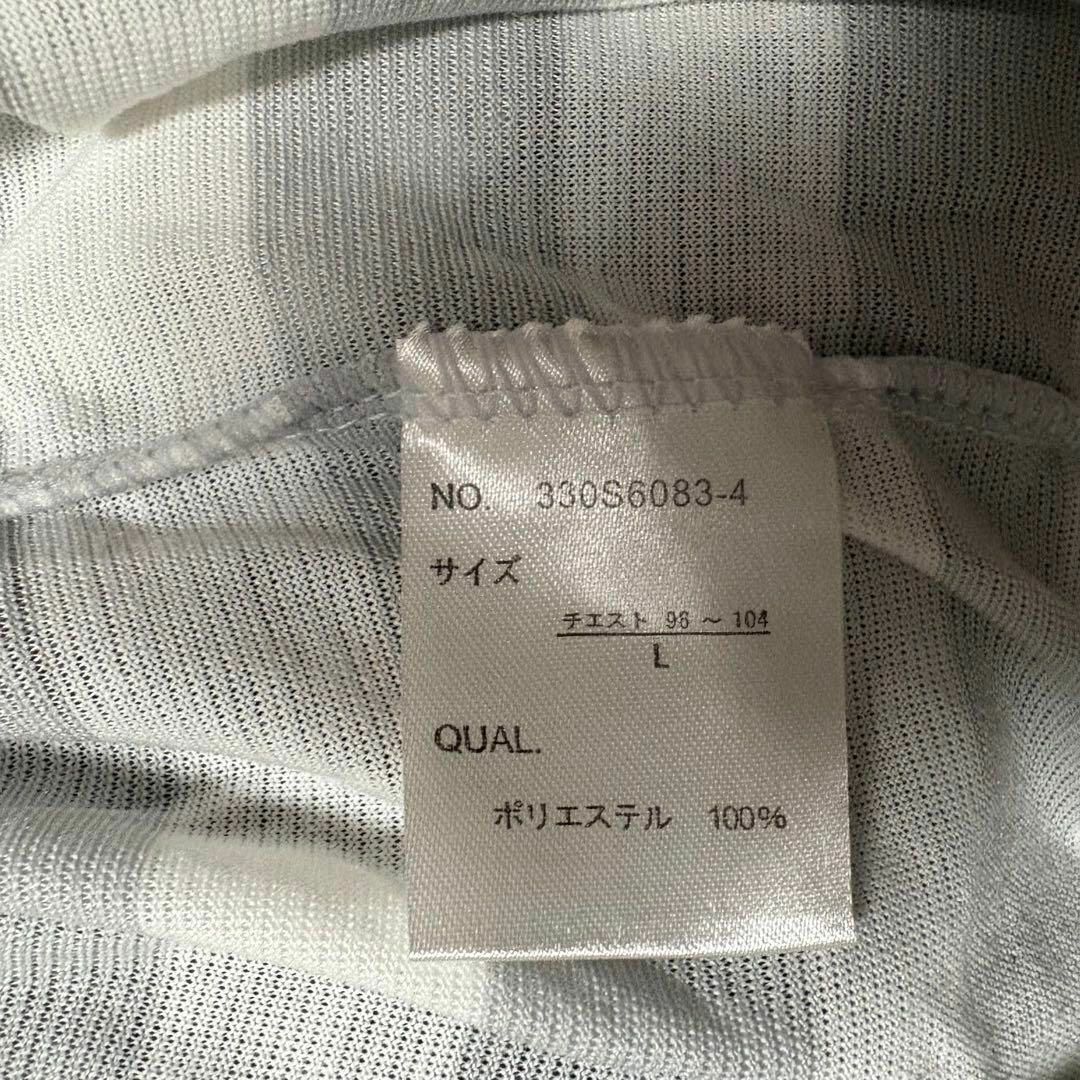 NO. 330S6083-4
サイズ
チエスト 96 ～ 104
L
QUAL.
ポリエステル 100%